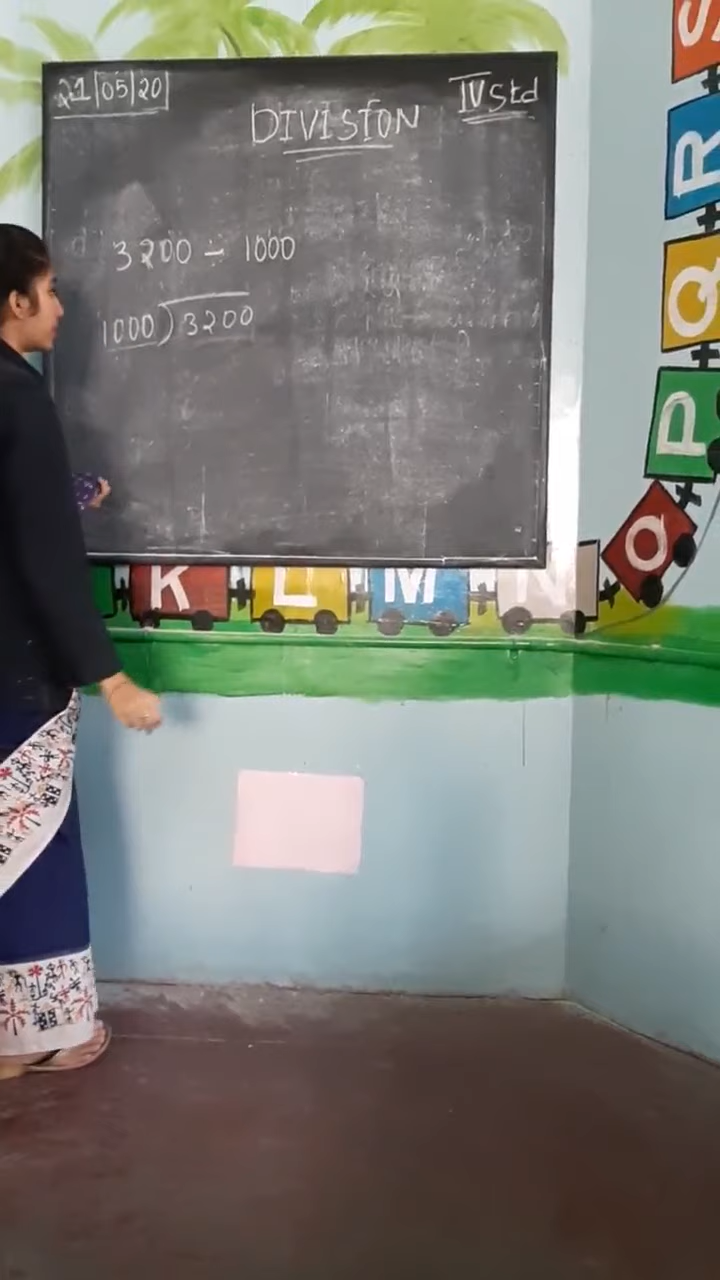 21/05/20
IV Std
DIVISION
3200 ÷ 1000
1000)3200
K L M N O P Q R S